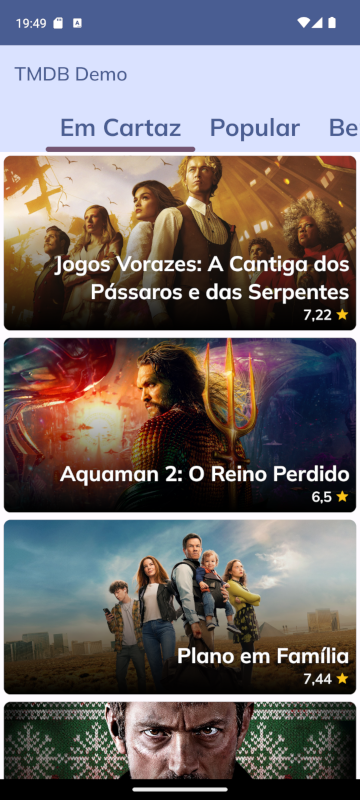 19:49
TMDB Demo
Em Cartaz Popular Be
Jogos Vorazes: A Cantiga dos
Pássaros e das Serpentes
7,22
Aquaman 2: O Reino Perdido
6,5
Plano em Família
7,44